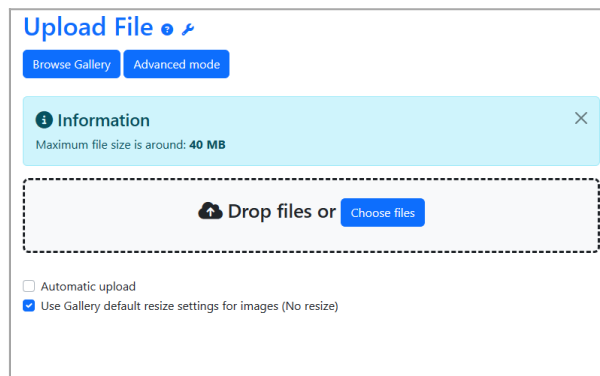 Upload File
Browse Gallery Advanced mode
Information
Maximum file size is around: 40 MB
Drop files or Choose files
Automatic upload
Use Gallery default resize settings for images (No resize)